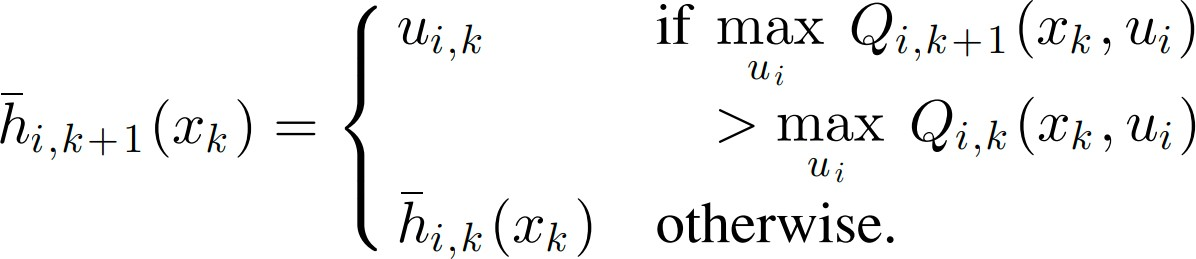 h̄_{i,k+1}(x_k) = { u_{i,k} if max_{u_i} Q_{i,k+1}(x_k, u_i)
> max_{u_i} Q_{i,k}(x_k, u_i)
h̄_{i,k}(x_k) otherwise.